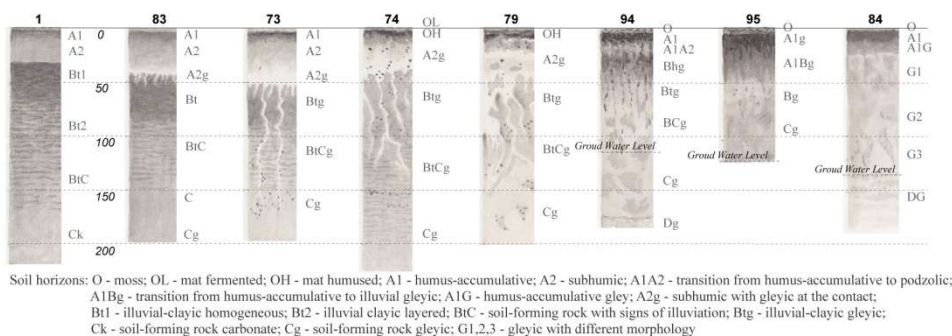 1 83 73 74 79 94 95 84
A1 0 A1 A1 OL OH OH O A1 O A1g O A1
A2 A2 A2 A2g A2g A1A2 A1Bg A1G
Bt1 A2g A2g Bhg G1
50
Bt Btg Btg Btg Btg Bg G2
Bt2 BCg Cg
100
BtC BtCg BtCg BtCg Groud Water Level Groud Water Level G3
BtC Cg Groud Water Level
150
C Cg Cg Dg DG
Ck Cg Cg
200
Soil horizons: O - moss; OL - mat fermented; OH - mat humused; A1 - humus-accumulative; A2 - subhumic; A1A2 - transition from humus-accumulative to podzolic;
A1Bg - transition from humus-accumulative to illuvial gleyic; A1G - humus-accumulative gley; A2g - subhumic with gleyic at the contact;
Bt1 - illuvial-clayic homogeneous; Bt2 - illuvial clayic layered; BtC - soil-forming rock with signs of illuviation; Btg - illuvial-clayic gleyic;
Ck - soil-forming rock carbonate; Cg - soil-forming rock gleyic; G1,2,3 - gleyic with different morphology